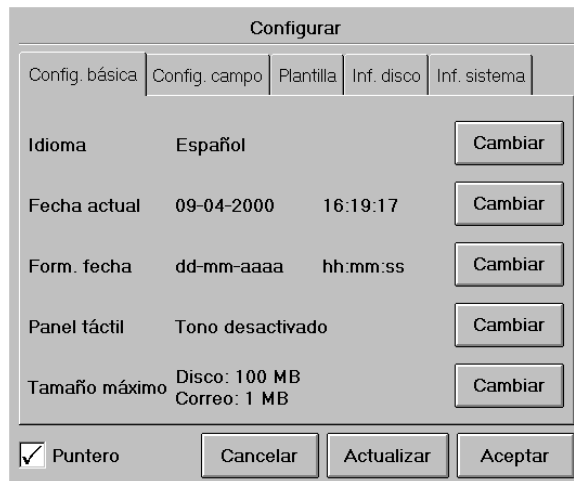 Configurar
Config. básica Config. campo Plantilla Inf. disco Inf. sistema
Idioma Español Cambiar
Fecha actual 09-04-2000 16:19:17 Cambiar
Form. fecha dd-mm-aaaa hh:mm:ss Cambiar
Panel táctil Tono desactivado Cambiar
Tamaño máximo Disco: 100 MB Cambiar
Correo: 1 MB
Puntero Cancelar Actualizar Aceptar